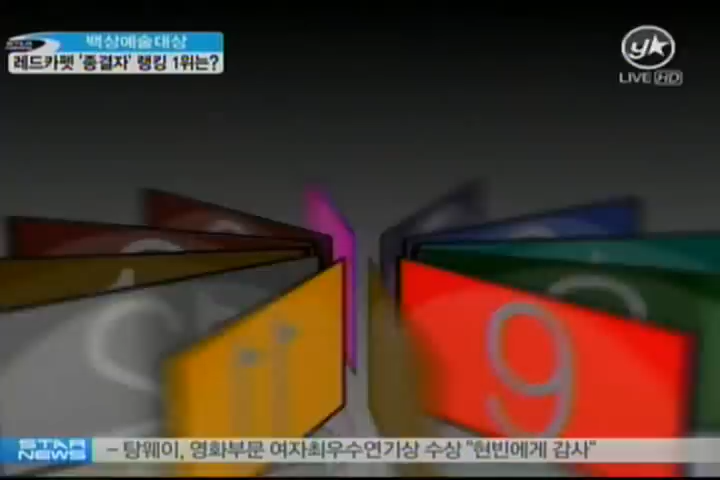 백상예술대상
레드카펫 '종결자' 랭킹 1위는?
y★
LIVE HD
9
STAR NEWS
- 탕웨이, 영화부문 여자최우수연기상 수상 "현빈에게 감사"